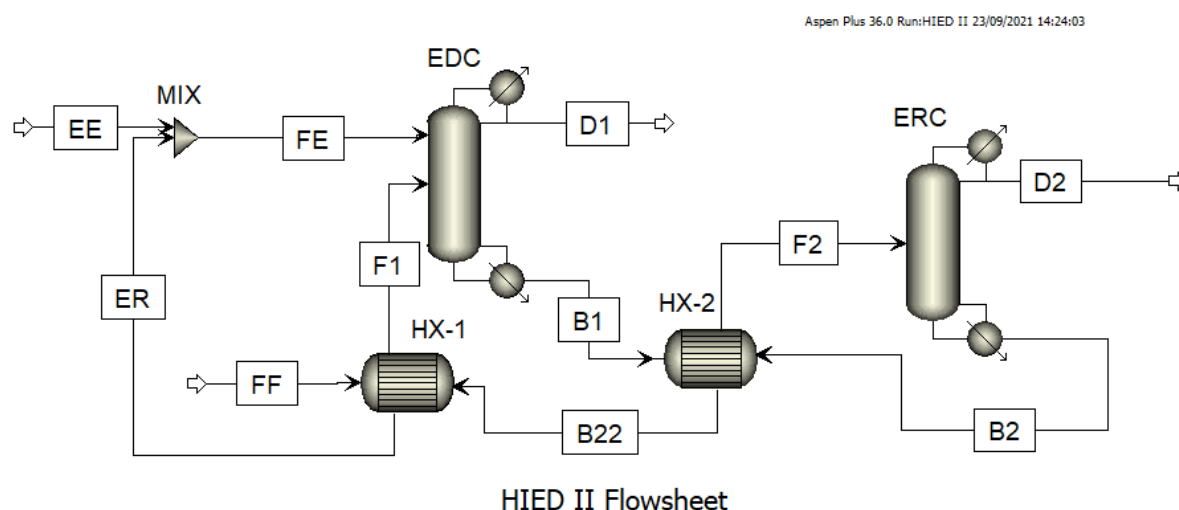 Aspen Plus 36.0 Run:HIED II 23/09/2021 14:24:03
EDC
MIX
EE
FE
D1
ERC
D2
F1
F2
ER
B1
HX-2
HX-1
FF
B22
B2
HIED II Flowsheet